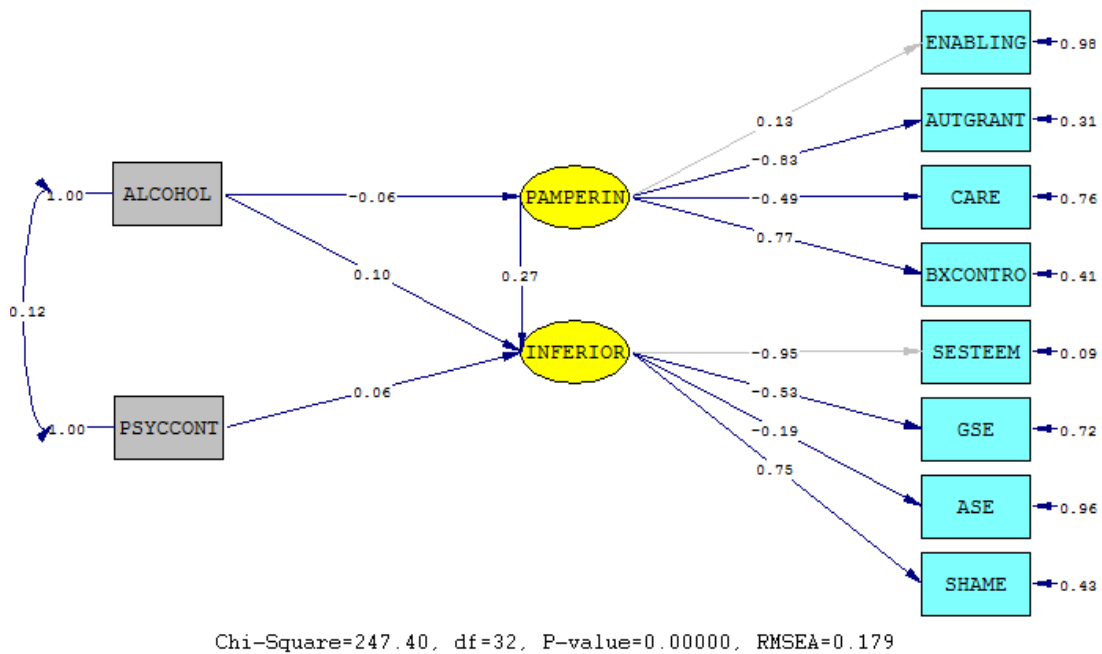 ENABLING
0.98
0.13
AUTGRANT
0.31
-0.83
1.00
ALCOHOL
-0.06
PAMPERIN
-0.49
CARE
0.76
0.77
BXCONTRO
0.41
0.10
0.27
0.12
INFERIOR
-0.95
SESTEEM
0.09
0.06
-0.53
1.00
PSYCCONT
GSE
0.72
-0.19
0.75
ASE
0.96
SHAME
0.43
Chi-Square=247.40, df=32, P-value=0.00000, RMSEA=0.179